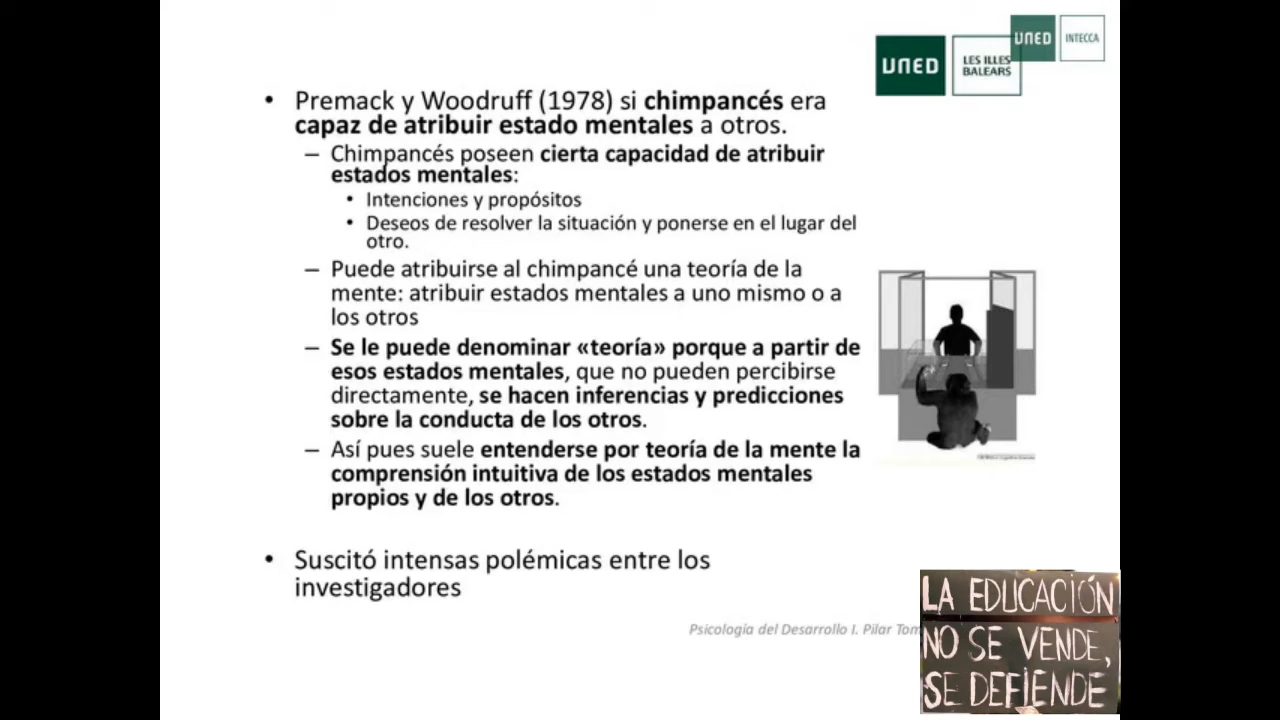 UNED
INTECCA
UNED
LES ILLES
BALEARS
• Premack y Woodruff (1978) si chimpancés era
capaz de atribuir estado mentales a otros.
– Chimpancés poseen cierta capacidad de atribuir
estados mentales:
• Intenciones y propósitos
• Deseos de resolver la situación y ponerse en el lugar del
otro.
– Puede atribuirse al chimpancé una teoría de la
mente: atribuir estados mentales a uno mismo o a
los otros
– Se le puede denominar «teoría» porque a partir de
esos estados mentales, que no pueden percibirse
directamente, se hacen inferencias y predicciones
sobre la conducta de los otros.
– Así pues suele entenderse por teoría de la mente la
comprensión intuitiva de los estados mentales
propios y de los otros.
• Suscitó intensas polémicas entre los
investigadores
Psicologia del Desarrollo I. Pilar
LA EDUCACIÓN
NO SE VENDE,
SE DEFIENDE